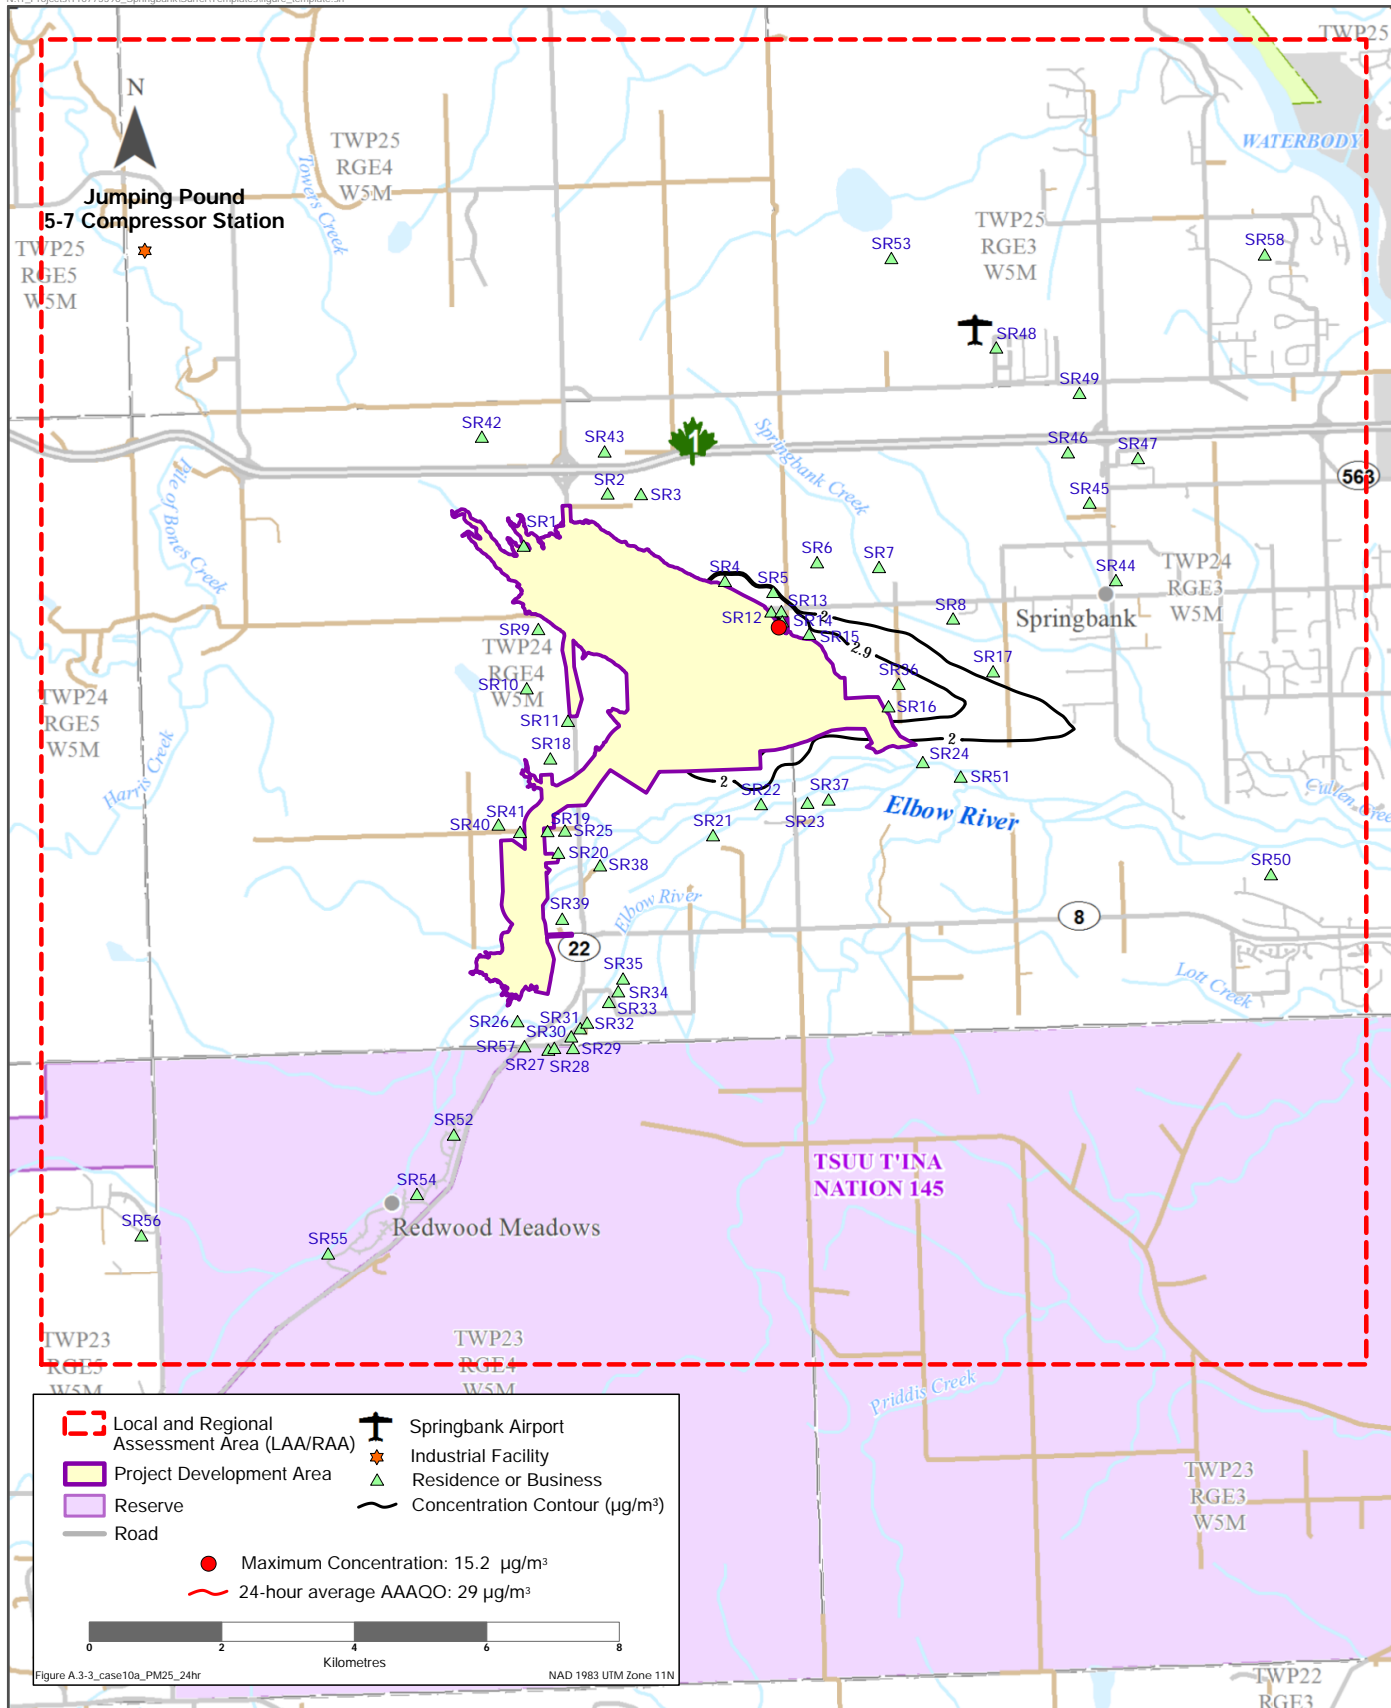 TWP25
N
TWP25
RGE4
W5M
WATERBODY
Towers Creek
Jumping Pound
5-7 Compressor Station
TWP25
RGE5
W5M
TWP25
RGE3
W5M
SR53
SR58
SR48
SR49
SR42
SR43
1
SR46
SR47
Springbank Creek
563
Pile of Bones Creek
SR2
SR3
SR45
SR1
SR6
SR7
SR4
SR5
SR44
TWP24
RGE3
W5M
SR13
SR12
2
SR14
SR15
SR8
Springbank
SR9
TWP24
RGE4
W5M
2.9
SR17
SR36
SR10
TWP24
RGE5
W5M
SR16
SR11
2
SR18
SR24
SR51
Harris Creek
2
SR22
SR37
SR23
Elbow River
Cullen Creek
SR41
SR40
SR19
SR25
SR21
SR20
SR38
SR50
Elbow River
SR39
8
22
SR35
SR34
SR33
Lott Creek
SR26
SR31
SR32
SR30
SR57
SR29
SR27
SR28
SR52
TSUU T'INA
NATION 145
SR54
SR56
Redwood Meadows
SR55
TWP23
RGE5
W5M
TWP23
RGE4
W5M
Priddis Creek
Local and Regional
Assessment Area (LAA/RAA)
Project Development Area
Reserve
Road
Springbank Airport
Industrial Facility
Residence or Business
Concentration Contour (µg/m³)
Maximum Concentration: 15.2 µg/m³
24-hour average AAAQO: 29 µg/m³
0 2 4 6 8
Kilometres
Figure A.3-3_case10a_PM25_24hr
NAD 1983 UTM Zone 11N
TWP23
RGE3
W5M
TWP22
RGE3